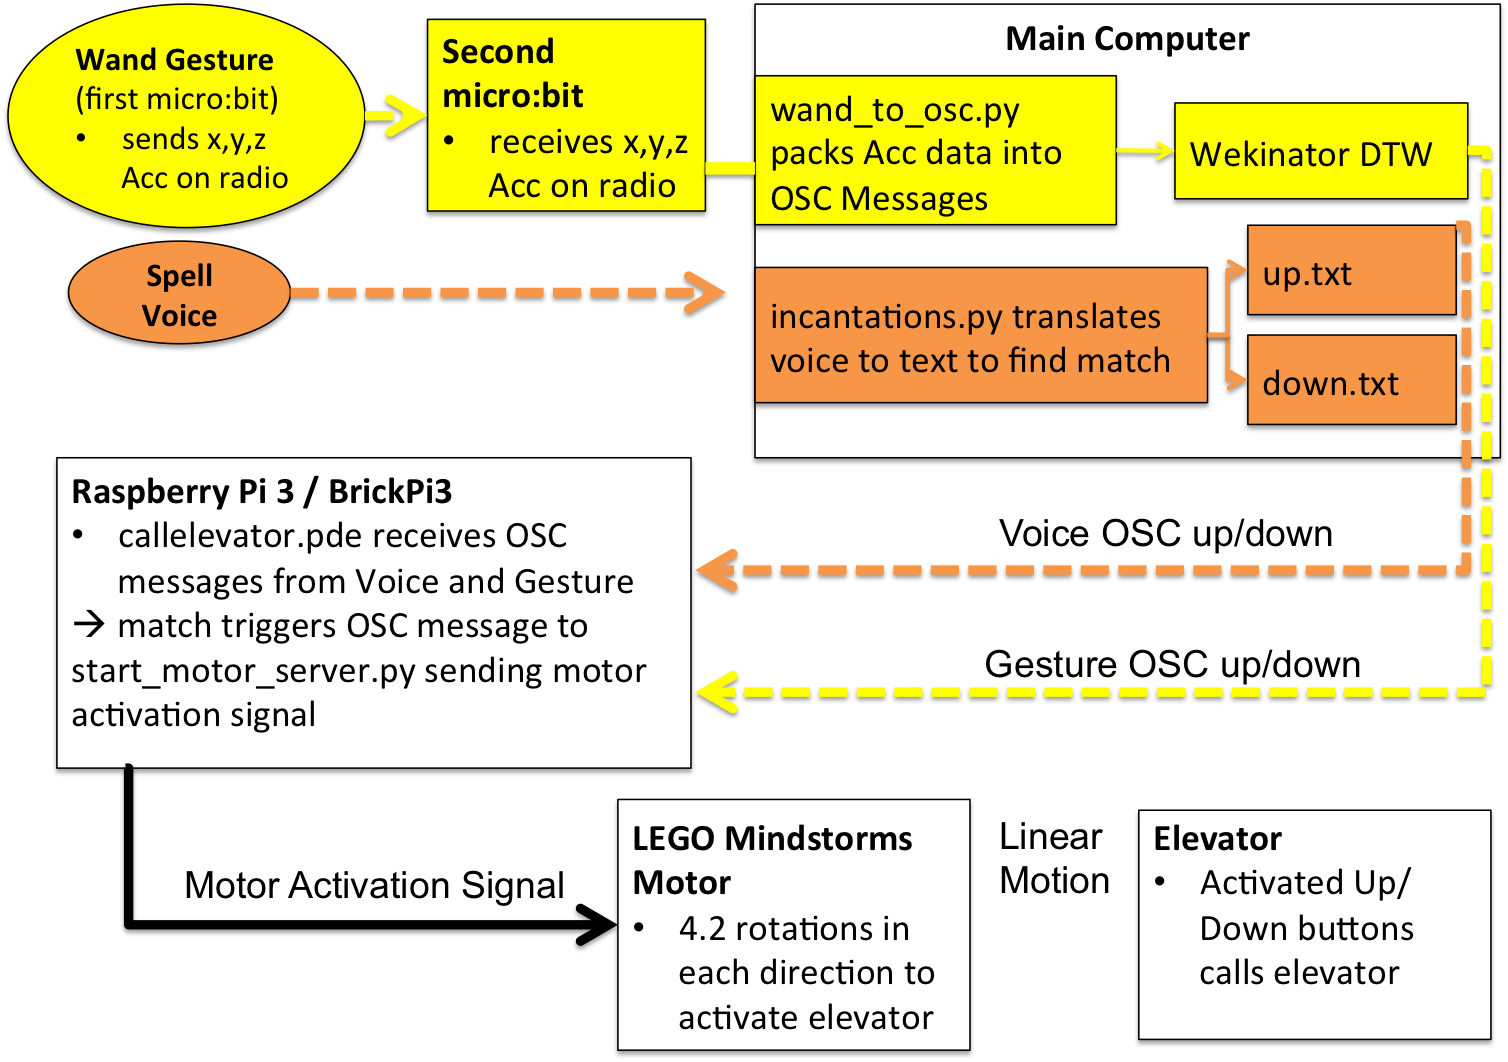 Wand Gesture
(first micro:bit)
• sends x,y,z
Acc on radio
Second
micro:bit
• receives x,y,z
Acc on radio
Main Computer
wand_to_osc.py
packs Acc data into
OSC Messages
Wekinator DTW
Spell
Voice
incantations.py translates
voice to text to find match
up.txt
down.txt
Raspberry Pi 3 / BrickPi3
• callelevator.pde receives OSC
messages from Voice and Gesture
→ match triggers OSC message to
start_motor_server.py sending motor
activation signal
Voice OSC up/down
Gesture OSC up/down
Motor Activation Signal
LEGO Mindstorms
Motor
• 4.2 rotations in
each direction to
activate elevator
Linear
Motion
Elevator
• Activated Up/
Down buttons
calls elevator